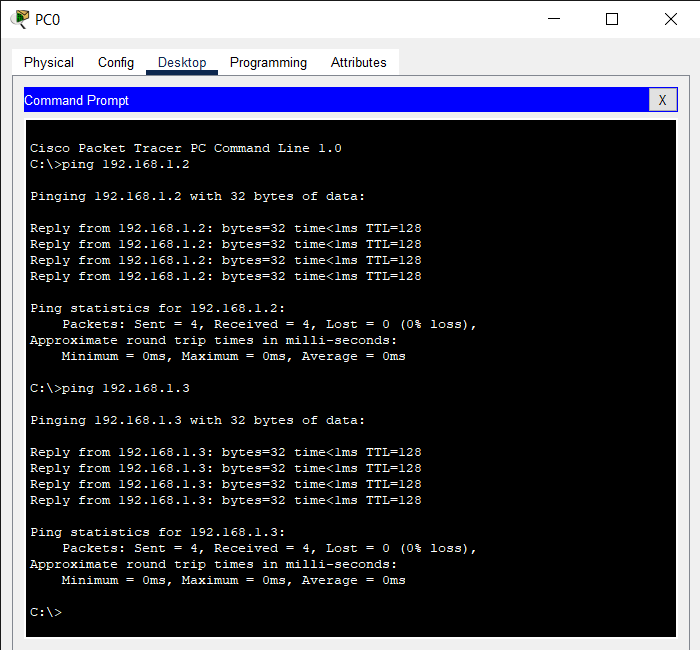 PC0
Physical Config Desktop Programming Attributes
Command Prompt X
Cisco Packet Tracer PC Command Line 1.0
C:\>ping 192.168.1.2
Pinging 192.168.1.2 with 32 bytes of data:
Reply from 192.168.1.2: bytes=32 time<1ms TTL=128
Reply from 192.168.1.2: bytes=32 time<1ms TTL=128
Reply from 192.168.1.2: bytes=32 time<1ms TTL=128
Reply from 192.168.1.2: bytes=32 time<1ms TTL=128
Ping statistics for 192.168.1.2:
    Packets: Sent = 4, Received = 4, Lost = 0 (0% loss),
Approximate round trip times in milli-seconds:
    Minimum = 0ms, Maximum = 0ms, Average = 0ms
C:\>ping 192.168.1.3
Pinging 192.168.1.3 with 32 bytes of data:
Reply from 192.168.1.3: bytes=32 time<1ms TTL=128
Reply from 192.168.1.3: bytes=32 time<1ms TTL=128
Reply from 192.168.1.3: bytes=32 time<1ms TTL=128
Reply from 192.168.1.3: bytes=32 time<1ms TTL=128
Ping statistics for 192.168.1.3:
    Packets: Sent = 4, Received = 4, Lost = 0 (0% loss),
Approximate round trip times in milli-seconds:
    Minimum = 0ms, Maximum = 0ms, Average = 0ms
C:\>